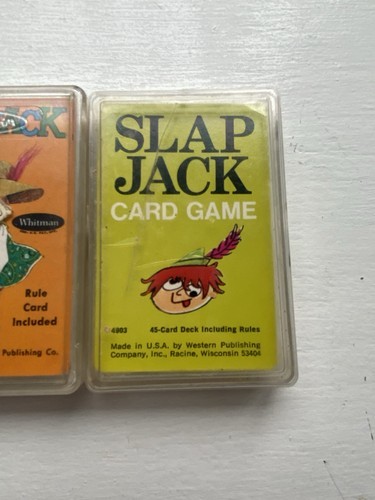 CK
Whitman
Rule
Card
Included
Publishing Co.
SLAP
JACK
CARD GAME
4803 45-Card Deck Including Rules
Made in U.S.A. by Western Publishing
Company, Inc., Racine, Wisconsin 53404